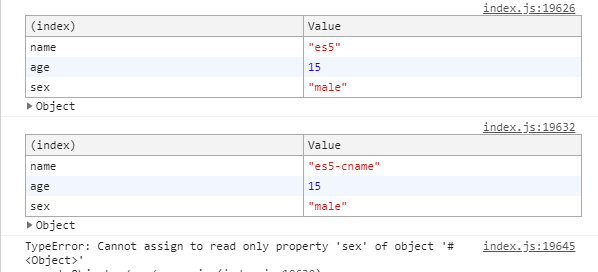 index.js:19626
(index) Value
name "es5"
age 15
sex "male"
Object
index.js:19632
(index) Value
name "es5-cname"
age 15
sex "male"
Object
TypeError: Cannot assign to read only property 'sex' of object '# index.js:19645
<Object>'